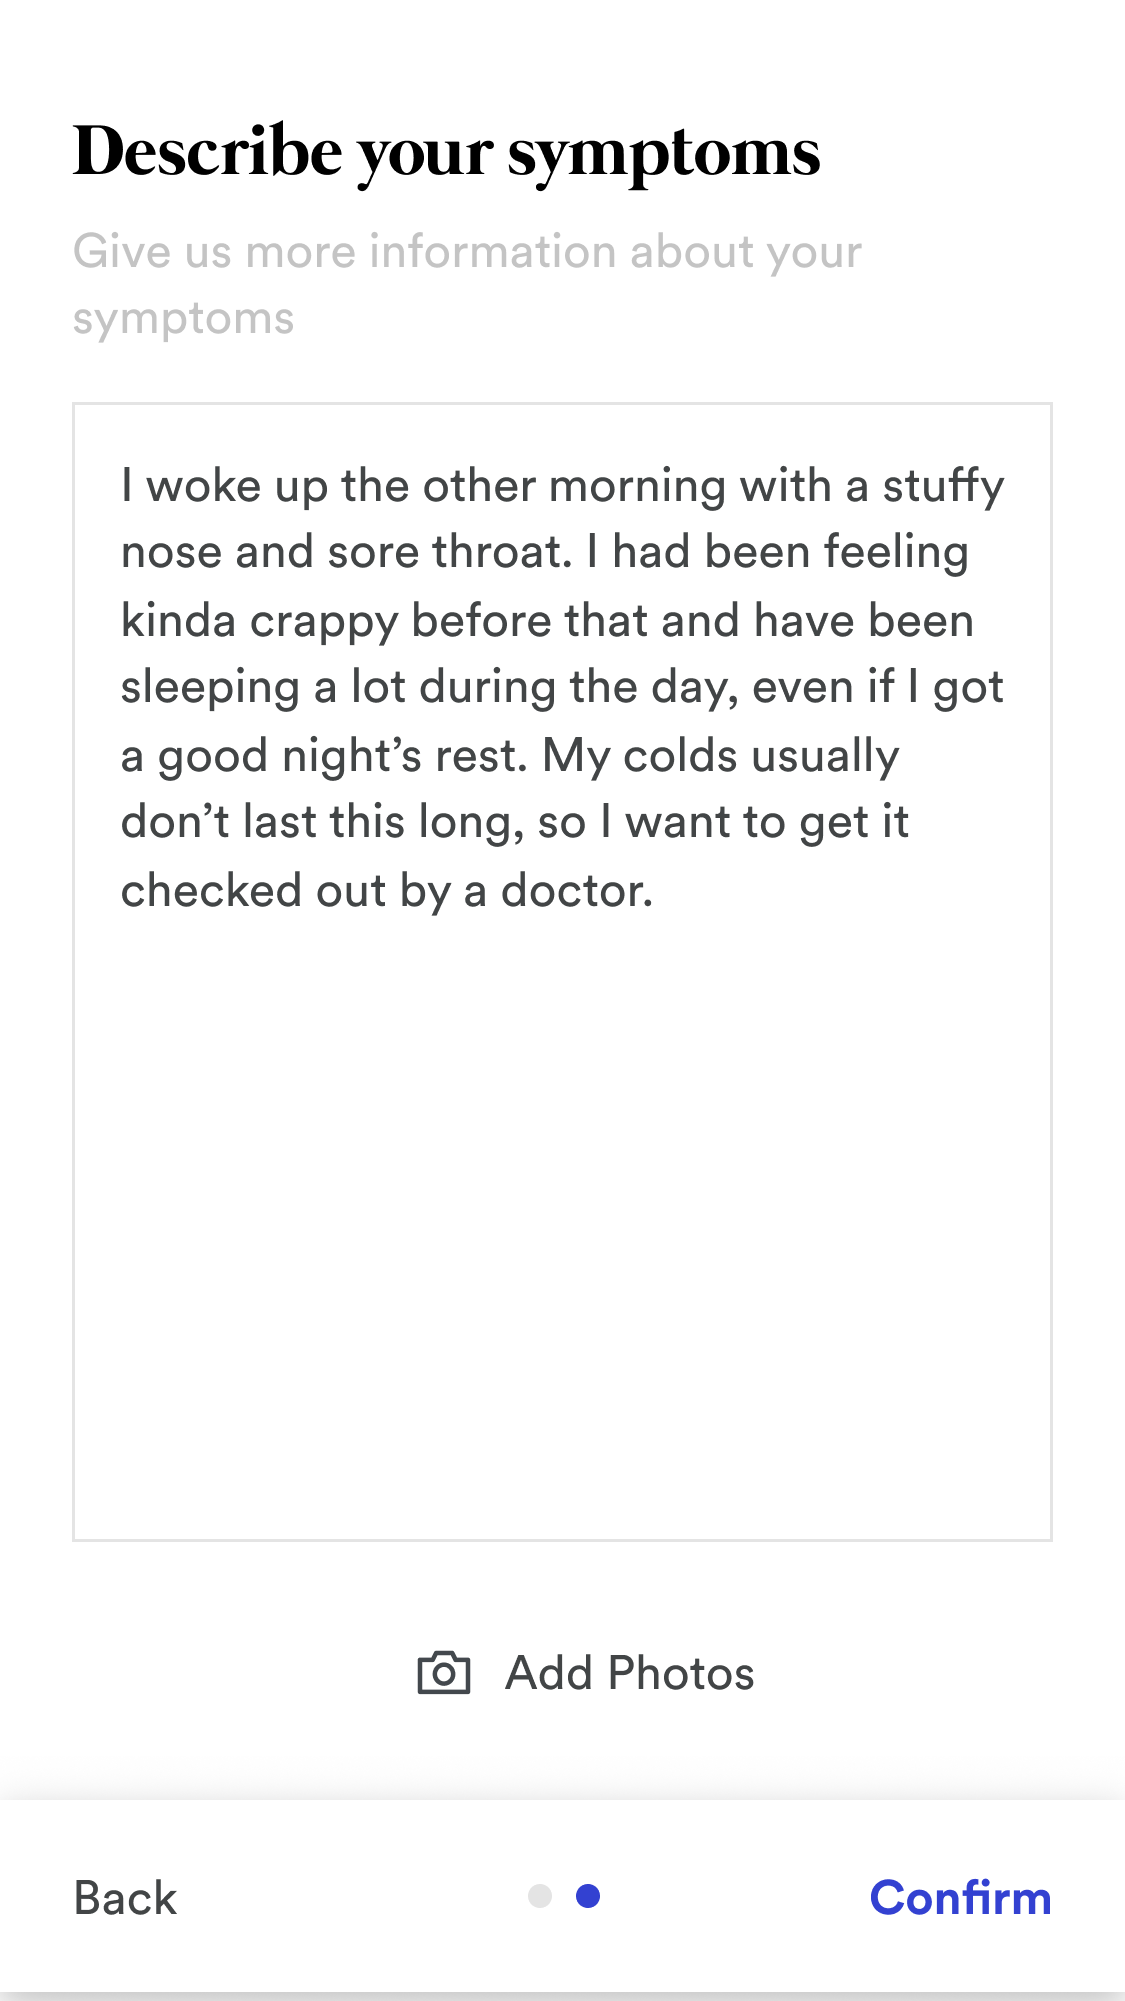 Describe your symptoms
Give us more information about your
symptoms
I woke up the other morning with a stuffy
nose and sore throat. I had been feeling
kinda crappy before that and have been
sleeping a lot during the day, even if I got
a good night’s rest. My colds usually
don’t last this long, so I want to get it
checked out by a doctor.
Add Photos
Back
Confirm